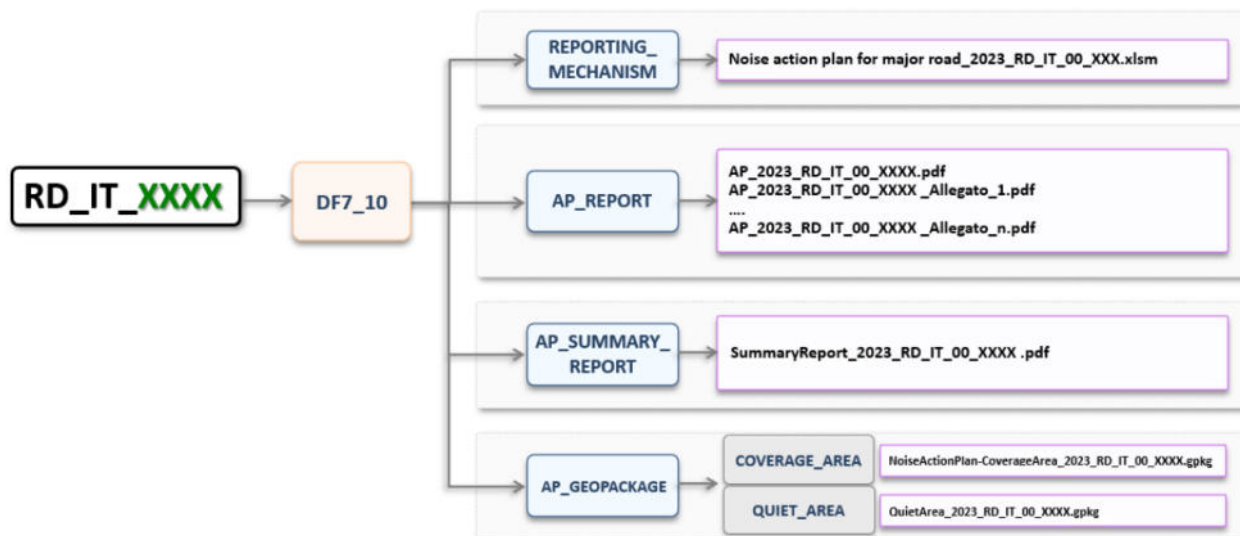 RD_IT_XXXX
DF7_10
REPORTING_
MECHANISM
Noise action plan for major road_2023_RD_IT_00_XXX.xlsm
AP_REPORT
AP_2023_RD_IT_00_XXXX.pdf
AP_2023_RD_IT_00_XXXX _Allegato_1.pdf
....
AP_2023_RD_IT_00_XXXX _Allegato_n.pdf
AP_SUMMARY_
REPORT
SummaryReport_2023_RD_IT_00_XXXX .pdf
AP_GEOPACKAGE
COVERAGE_AREA
NoiseActionPlan-CoverageArea_2023_RD_IT_00_XXXX.gpkg
QUIET_AREA
QuietArea_2023_RD_IT_00_XXXX.gpkg